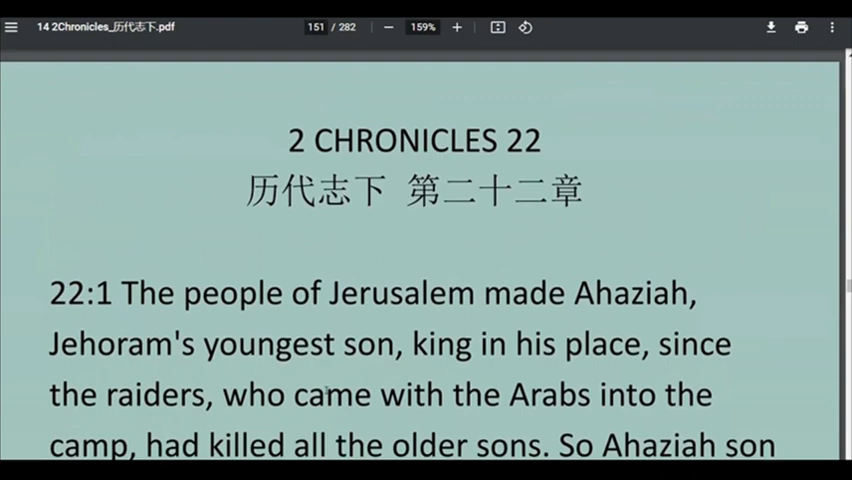 14 2Chronicles_历代志下.pdf 151 / 282 159%
2 CHRONICLES 22
历代志下 第二十二章
22:1 The people of Jerusalem made Ahaziah,
Jehoram's youngest son, king in his place, since
the raiders, who came with the Arabs into the
camp, had killed all the older sons. So Ahaziah son